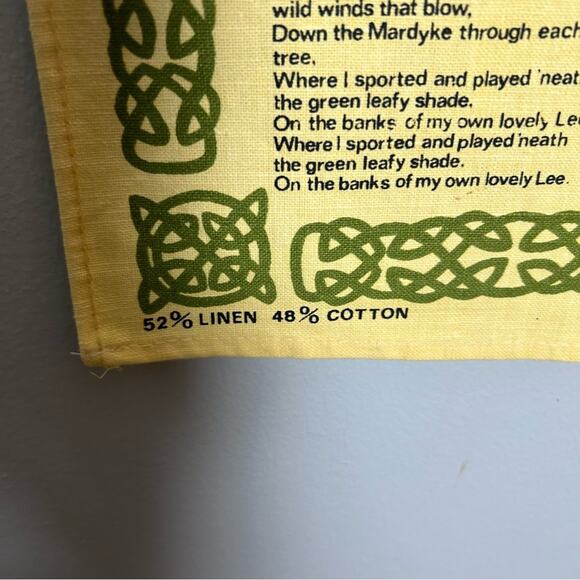 wild winds that blow,
Down the Mardyke through each
tree,
Where I sported and played 'neat
the green leafy shade.
On the banks of my own lovely Lee
Where I sported and played 'neath
the green leafy shade.
On the banks of my own lovely Lee.
52% LINEN 48% COTTON